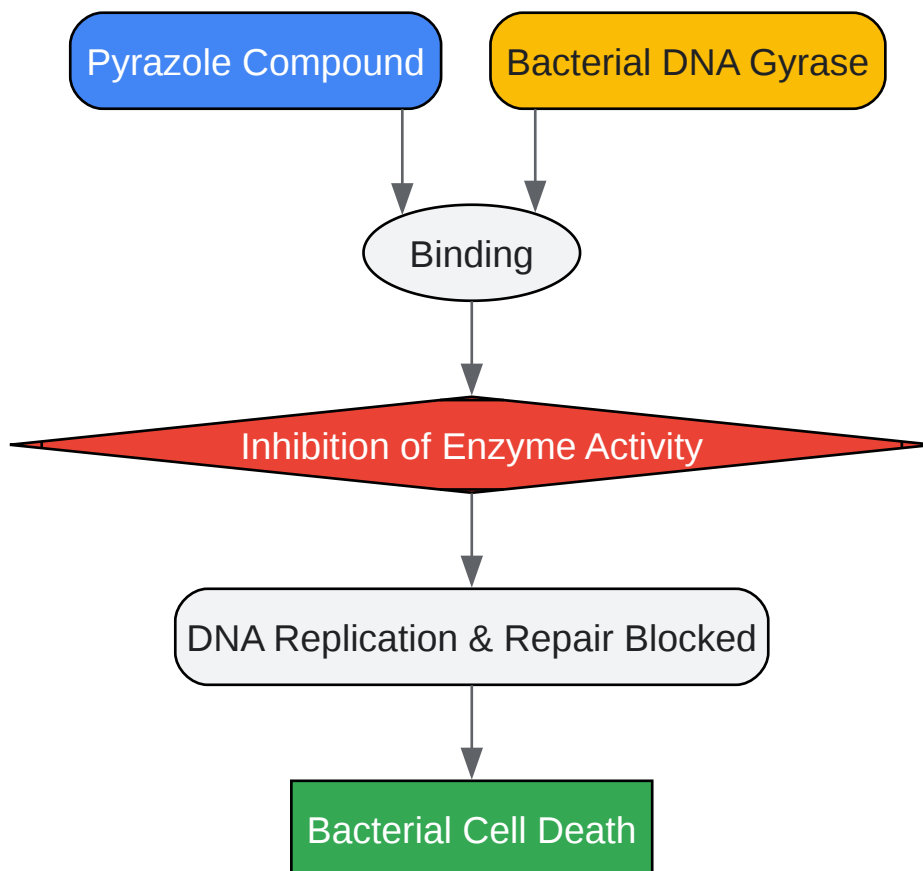 Pyrazole Compound
Bacterial DNA Gyrase
Binding
Inhibition of Enzyme Activity
DNA Replication & Repair Blocked
Bacterial Cell Death